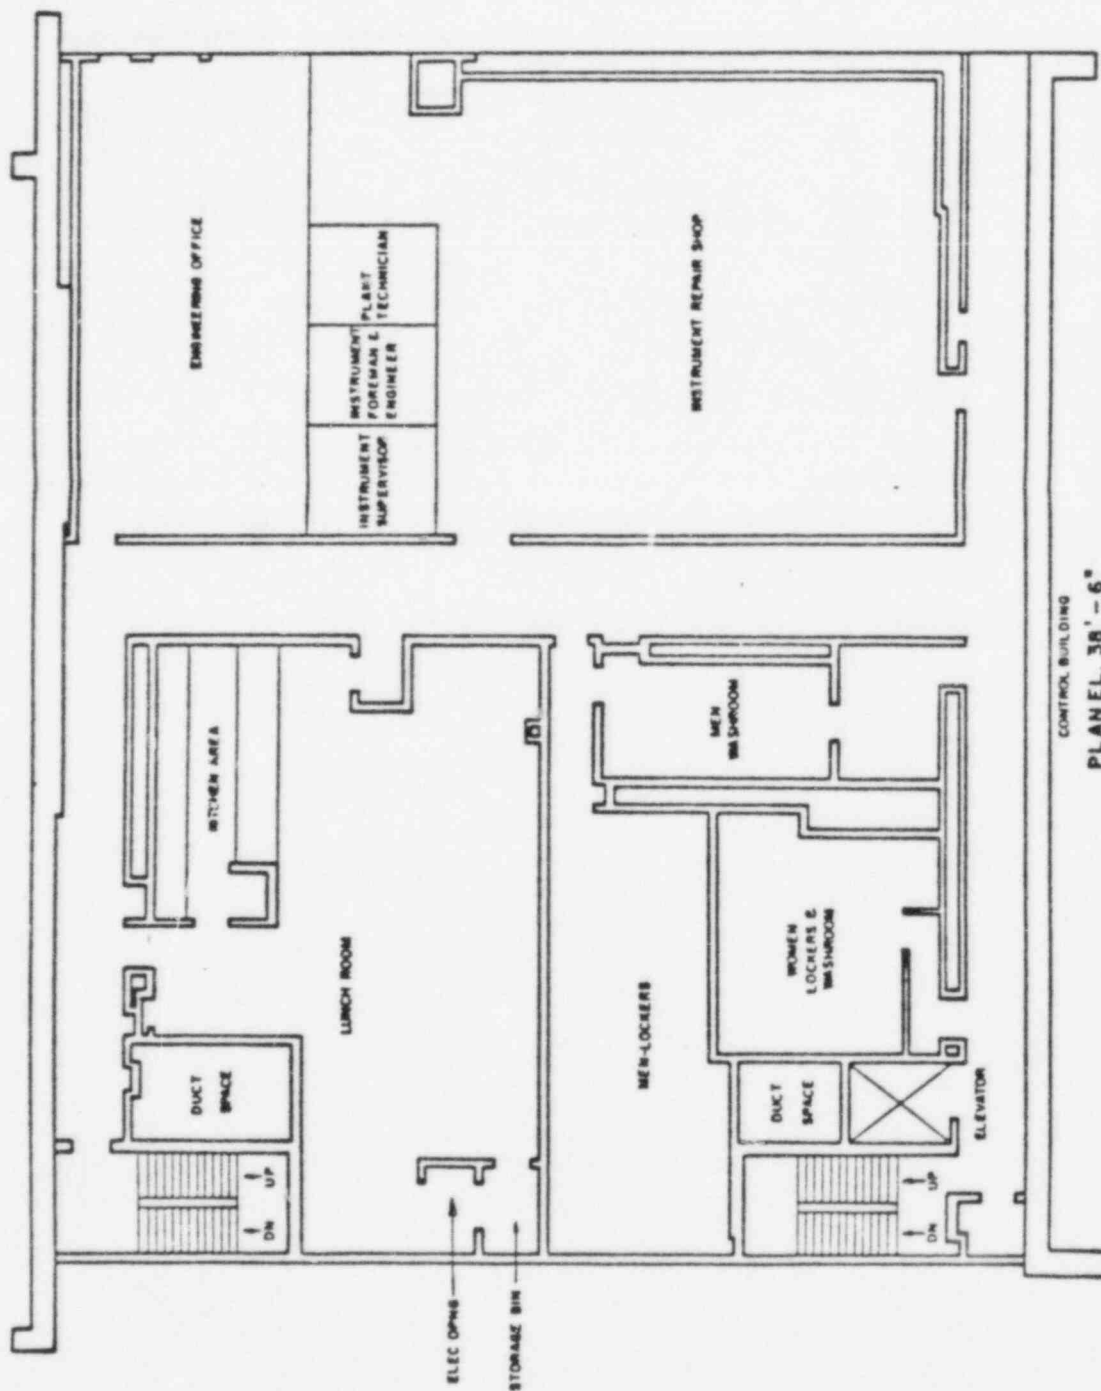 ENGINEERING OFFICE
INSTRUMENT
SUPERVISOR
INSTRUMENT
FOREMAN &
ENGINEER
PLANT
TECHNICIAN
INSTRUMENT REPAIR SHOP
KITCHEN AREA
LUNCH ROOM
DUCT
SPACE
DN
UP
ELEC OPNG
STORAGE BIN
MEN
WASHROOM
MEN-LOCKERS
WOMEN
LOCKERS &
WASHROOM
DUCT
SPACE
ELEVATOR
DN
UP
CONTROL BUILDING
PLAN EL. 38'-6"